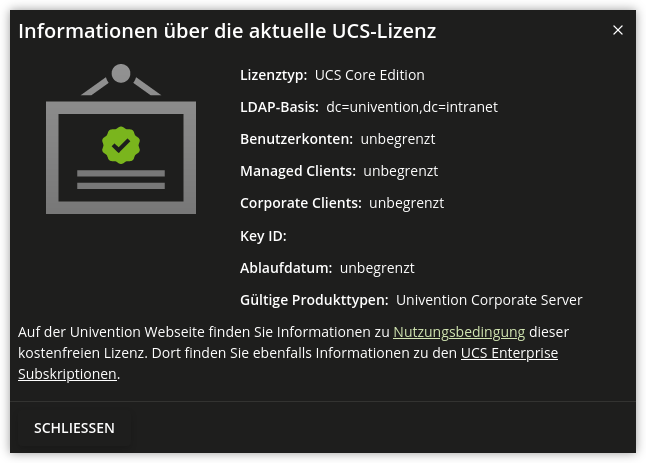 Informationen über die aktuelle UCS-Lizenz
Lizenztyp: UCS Core Edition
LDAP-Basis: dc=univention,dc=intranet
Benutzerkonten: unbegrenzt
Managed Clients: unbegrenzt
Corporate Clients: unbegrenzt
Key ID:
Ablaufdatum: unbegrenzt
Gültige Produkttypen: Univention Corporate Server
Auf der Univention Webseite finden Sie Informationen zu Nutzungsbedingung dieser
kostenfreien Lizenz. Dort finden Sie ebenfalls Informationen zu den UCS Enterprise
Subskriptionen.
SCHLIESSEN